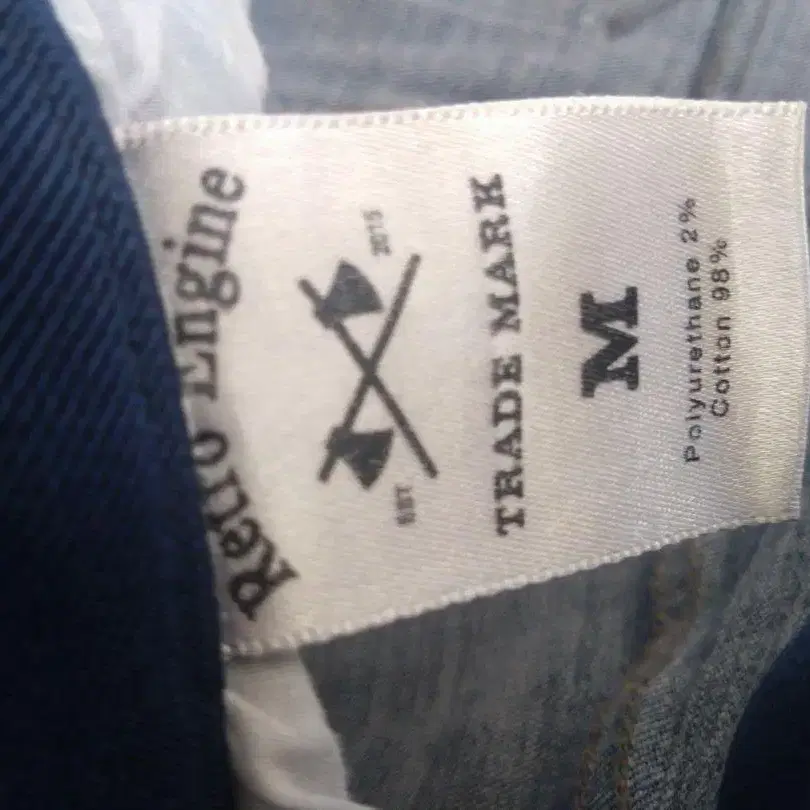 Retro Engine
EST 2015
TRADE MARK
M
Polyurethane 2%
Cotton 98%